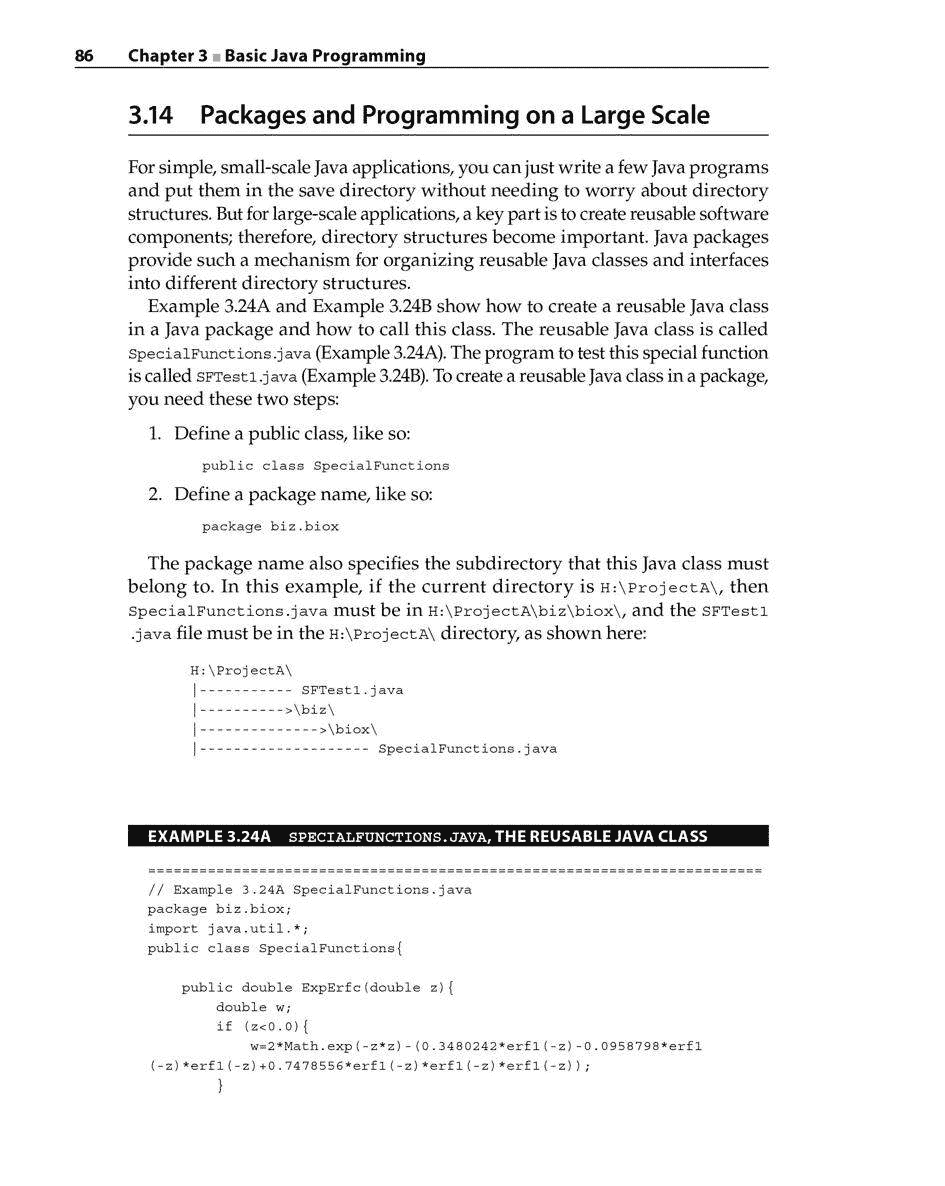 86 Chapter 3 ■ Basic Java Programming
3.14 Packages and Programming on a Large Scale
For simple, small-scale Java applications, you can just write a few Java programs
and put them in the save directory without needing to worry about directory
structures. But for large-scale applications, a key part is to create reusable software
components; therefore, directory structures become important. Java packages
provide such a mechanism for organizing reusable Java classes and interfaces
into different directory structures.
Example 3.24A and Example 3.24B show how to create a reusable Java class
in a Java package and how to call this class. The reusable Java class is called
SpecialFunctions.java (Example 3.24A). The program to test this special function
is called SFTest1.java (Example 3.24B). To create a reusable Java class in a package,
you need these two steps:
1. Define a public class, like so:
public class SpecialFunctions
2. Define a package name, like so:
package biz.biox
The package name also specifies the subdirectory that this Java class must
belong to. In this example, if the current directory is H:\ProjectA\, then
SpecialFunctions.java must be in H:\ProjectA\biz\biox\, and the SFTest1
.java file must be in the H:\ProjectA\ directory, as shown here:
H:\ProjectA\
|----------- SFTest1.java
|---------->\biz\
|-------------->\biox\
|-------------------- SpecialFunctions.java
EXAMPLE 3.24A SPECIALFUNCTIONS.JAVA, THE REUSABLE JAVA CLASS
========================================================================
// Example 3.24A SpecialFunctions.java
package biz.biox;
import java.util.*;
public class SpecialFunctions{
public double ExpErfc(double z){
double w;
if (z<0.0){
w=2*Math.exp(-z*z)-(0.3480242*erf1(-z)-0.0958798*erf1
(-z)*erf1(-z)+0.7478556*erf1(-z)*erf1(-z)*erf1(-z));
}